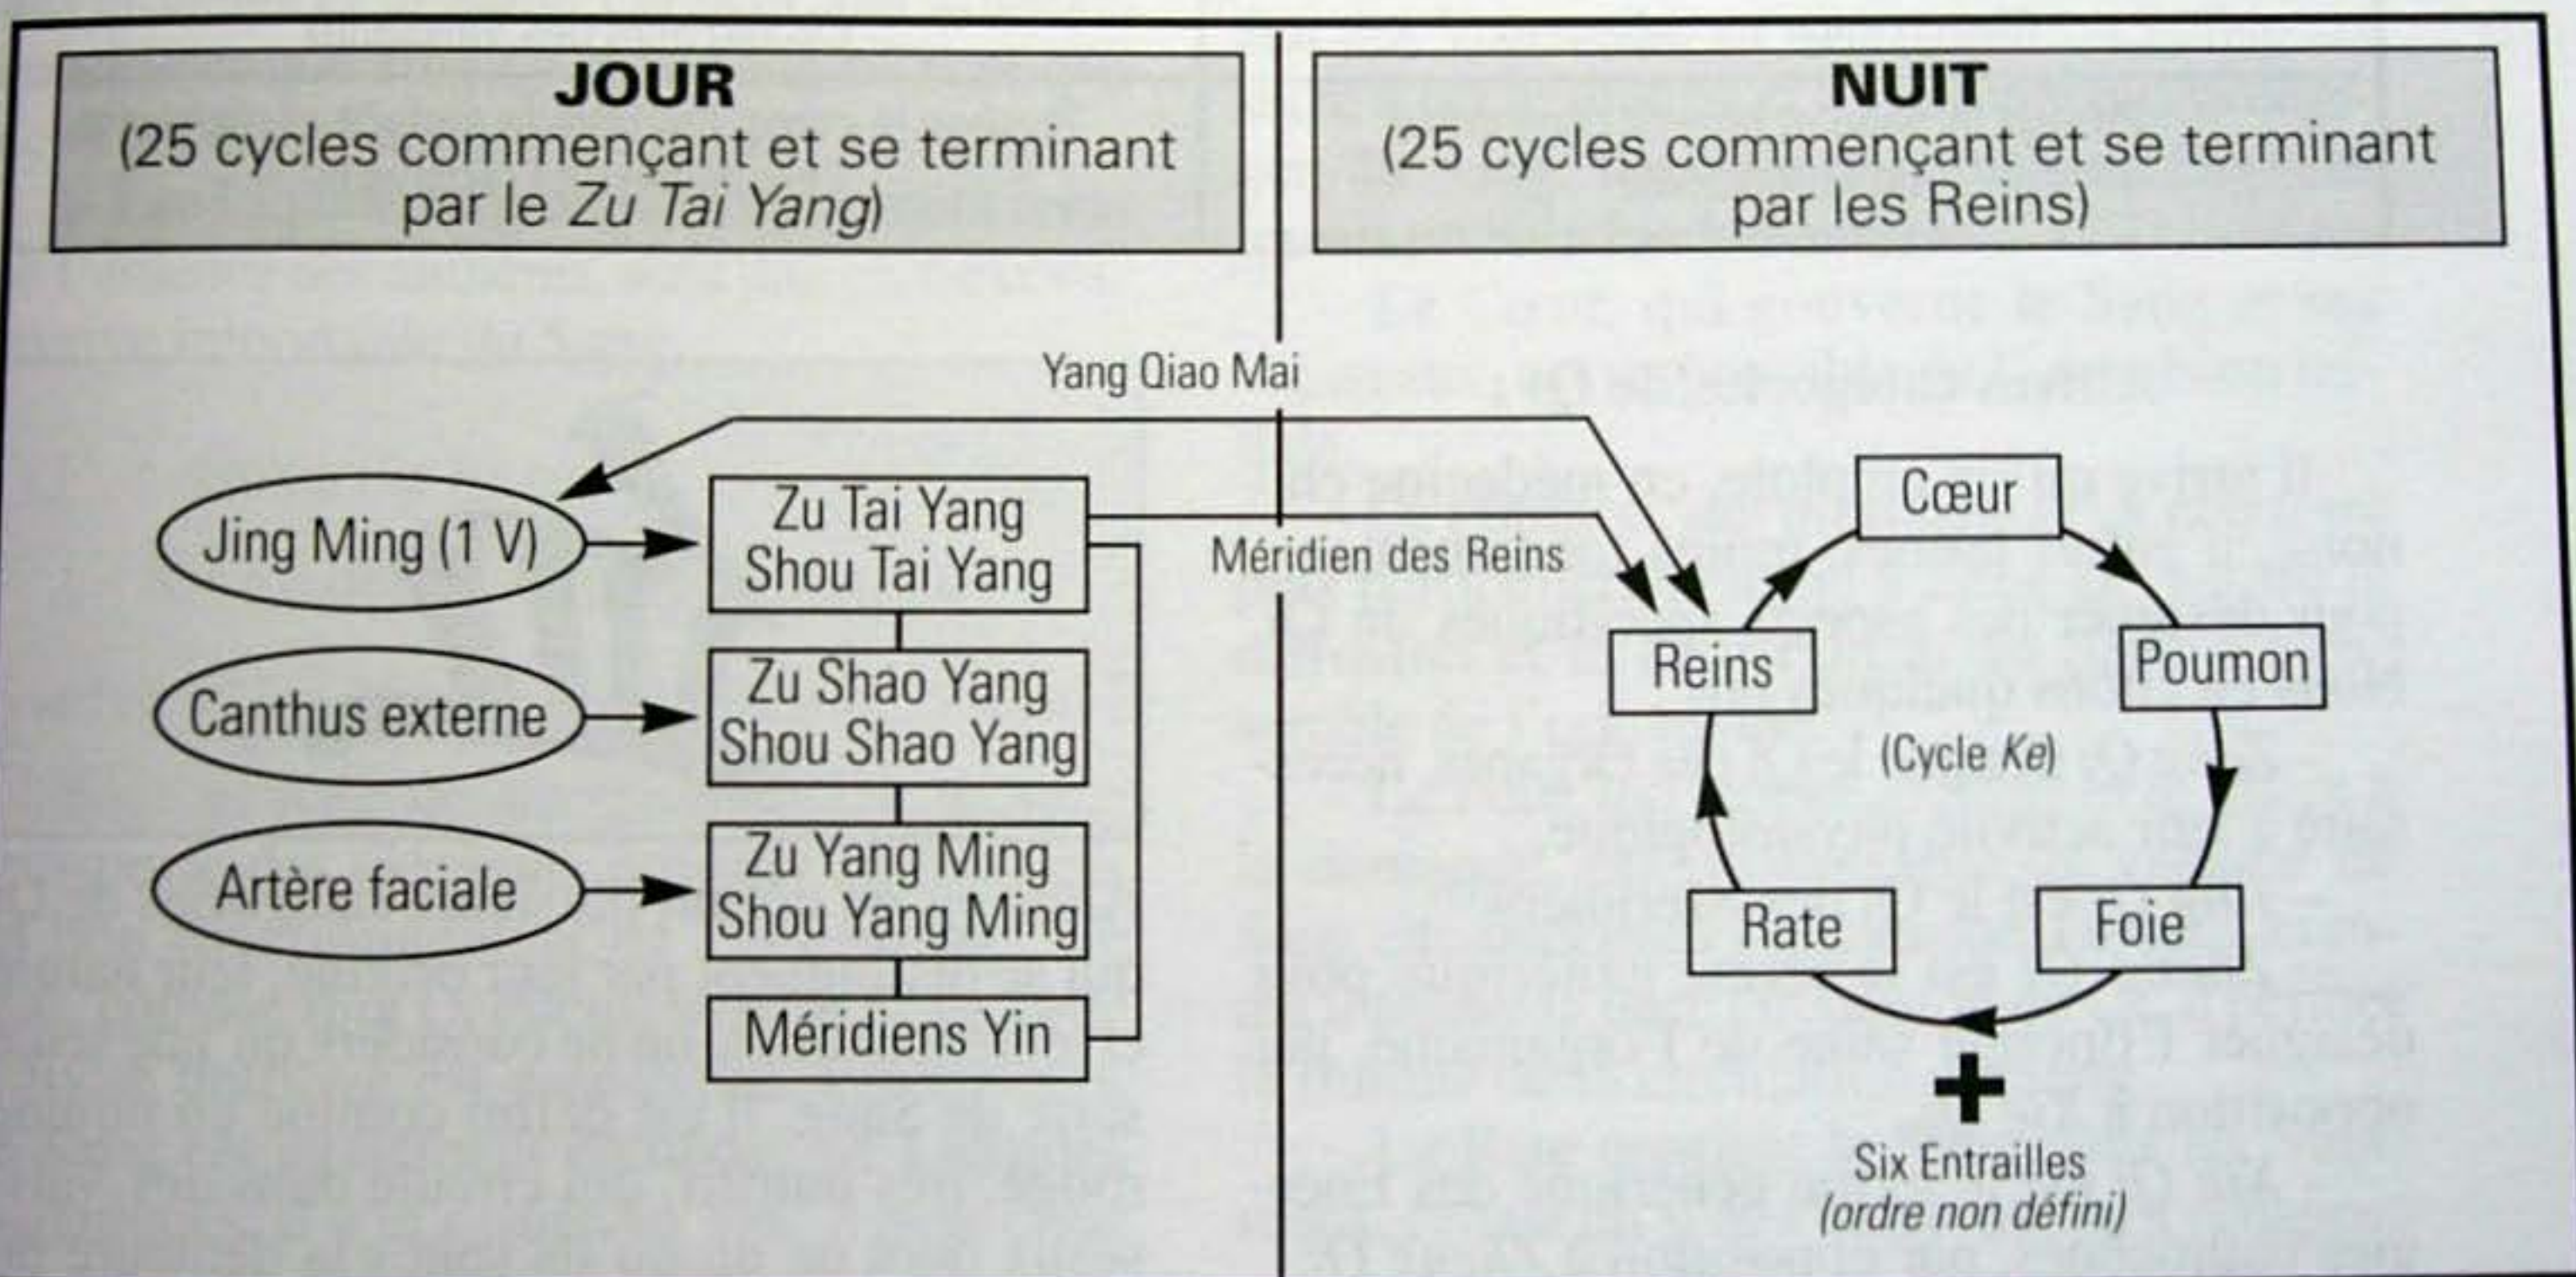 JOUR
(25 cycles commençant et se terminant
par le Zu Tai Yang)
NUIT
(25 cycles commençant et se terminant
par les Reins)
Yang Qiao Mai
Jing Ming (1 V)
Zu Tai Yang
Shou Tai Yang
Méridien des Reins
Canthus externe
Zu Shao Yang
Shou Shao Yang
Artère faciale
Zu Yang Ming
Shou Yang Ming
Méridiens Yin
Cœur
Reins
Poumon
(Cycle Ke)
Rate
Foie
+
Six Entrailles
(ordre non défini)